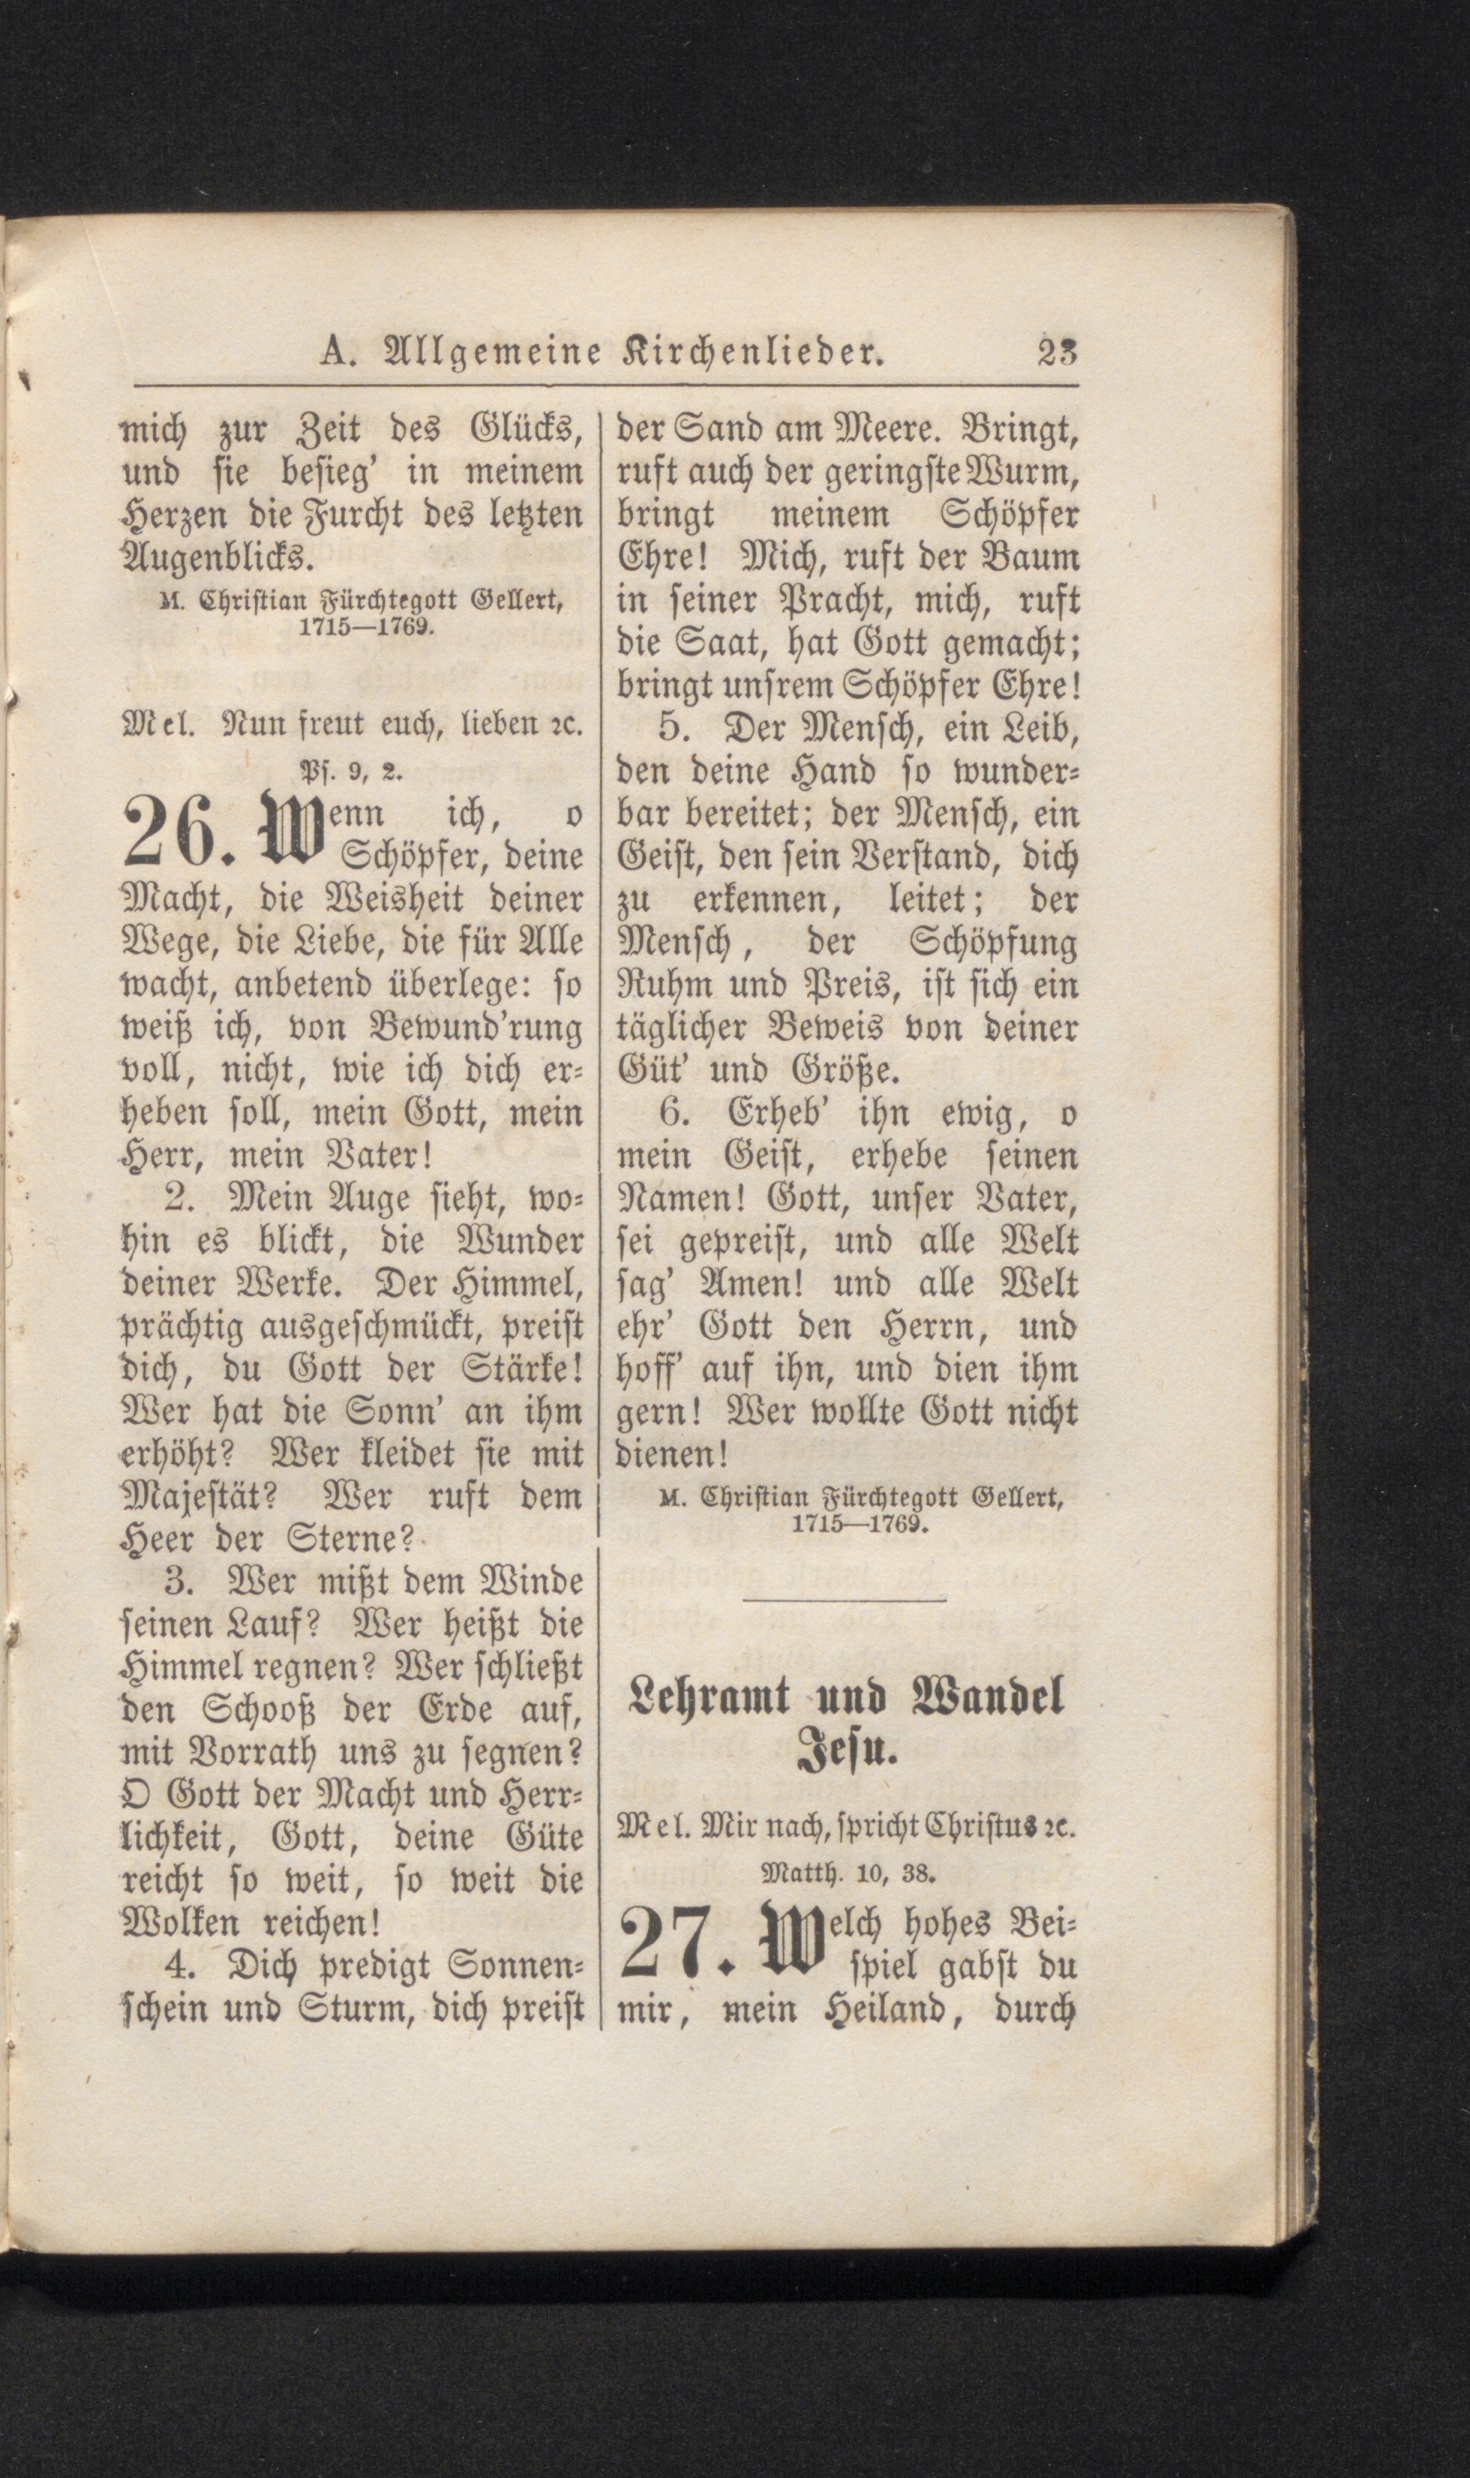 A. Allgemeine Kirchenlieder. 23
mich zur Zeit des Glücks,
und sie besieg' in meinem
Herzen die Furcht des letzten
Augenblicks.
M. Christian Fürchtegott Gellert,
1715—1769.
Mel. Nun freut euch, lieben ꝛc.
Ps. 9, 2.
26. Wenn ich, o
Schöpfer, deine
Macht, die Weisheit deiner
Wege, die Liebe, die für Alle
wacht, anbetend überlege: so
weiß ich, von Bewund'rung
voll, nicht, wie ich dich er-
heben soll, mein Gott, mein
Herr, mein Vater!
2. Mein Auge sieht, wo-
hin es blickt, die Wunder
deiner Werke. Der Himmel,
prächtig ausgeschmückt, preist
dich, du Gott der Stärke!
Wer hat die Sonn' an ihm
erhöht? Wer kleidet sie mit
Majestät? Wer ruft dem
Heer der Sterne?
3. Wer mißt dem Winde
seinen Lauf? Wer heißt die
Himmel regnen? Wer schließt
den Schooß der Erde auf,
mit Vorrath uns zu segnen?
O Gott der Macht und Herr-
lichkeit, Gott, deine Güte
reicht so weit, so weit die
Wolken reichen!
4. Dich predigt Sonnen-
schein und Sturm, dich preist
der Sand am Meere. Bringt,
ruft auch der geringste Wurm,
bringt meinem Schöpfer
Ehre! Mich, ruft der Baum
in seiner Pracht, mich, ruft
die Saat, hat Gott gemacht;
bringt unsrem Schöpfer Ehre!
5. Der Mensch, ein Leib,
den deine Hand so wunder-
bar bereitet; der Mensch, ein
Geist, den sein Verstand, dich
zu erkennen, leitet; der
Mensch, der Schöpfung
Ruhm und Preis, ist sich ein
täglicher Beweis von deiner
Güt' und Größe.
6. Erheb' ihn ewig, o
mein Geist, erhebe seinen
Namen! Gott, unser Vater,
sei gepreist, und alle Welt
sag' Amen! und alle Welt
ehr' Gott den Herrn, und
hoff' auf ihn, und dien ihm
gern! Wer wollte Gott nicht
dienen!
M. Christian Fürchtegott Gellert,
1715—1769.
Lehramt und Wandel
Jesu.
Mel. Mir nach, spricht Christus ꝛc.
Matth. 10, 38.
27. Welch hohes Bei-
spiel gabst du
mir, mein Heiland, durch